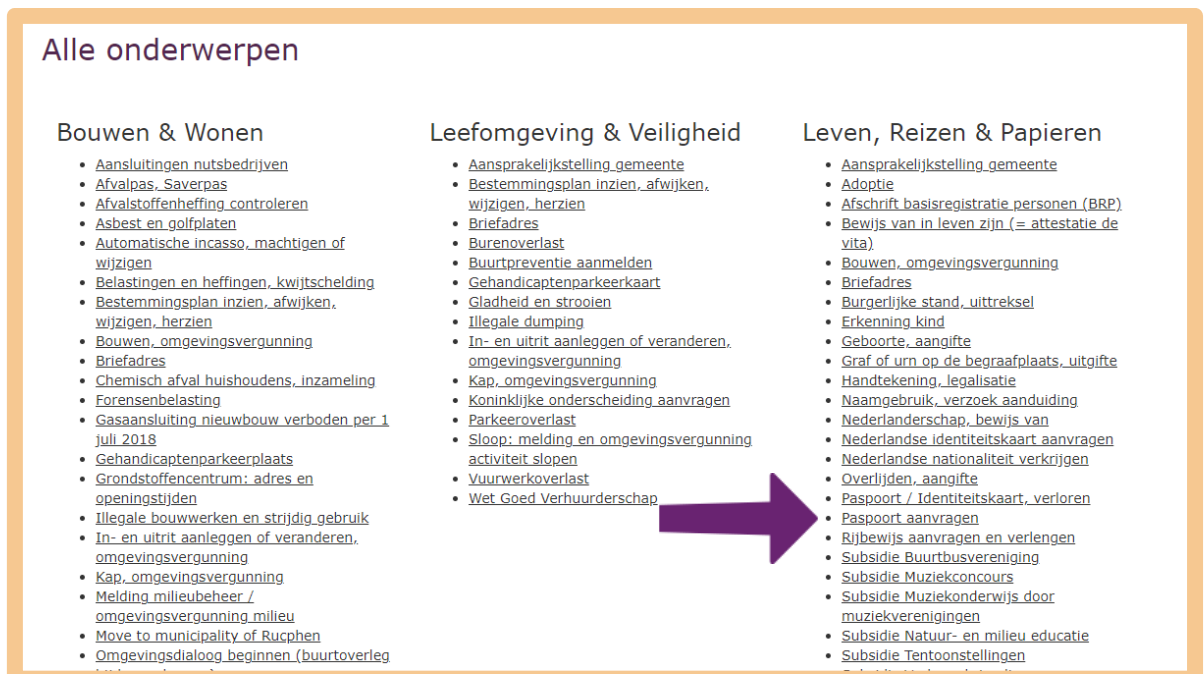 Alle onderwerpen
Bouwen & Wonen
Aansluitingen nutsbedrijven
Afvalpas, Saverpas
Afvalstoffenheffing controleren
Asbest en golfplaten
Automatische incasso, machtigen of
wijzigen
Belastingen en heffingen, kwijtschelding
Bestemmingsplan inzien, afwijken,
wijzigen, herzien
Bouwen, omgevingsvergunning
Briefadres
Chemisch afval huishoudens, inzameling
Forensenbelasting
Gasaansluiting nieuwbouw verboden per 1
juli 2018
Gehandicaptenparkeerplaats
Grondstoffencentrum: adres en
openingstijden
Illegale bouwwerken en strijdig gebruik
In- en uitrit aanleggen of veranderen,
omgevingsvergunning
Kap, omgevingsvergunning
Melding milieubeheer /
omgevingsvergunning milieu
Move to municipality of Rucphen
Omgevingsdialoog beginnen (buurtoverleg
Leefomgeving & Veiligheid
Aansprakelijkstelling gemeente
Bestemmingsplan inzien, afwijken,
wijzigen, herzien
Briefadres
Burenoverlast
Buurtpreventie aanmelden
Gehandicaptenparkeerkaart
Gladheid en strooien
Illegale dumping
In- en uitrit aanleggen of veranderen,
omgevingsvergunning
Kap, omgevingsvergunning
Koninklijke onderscheiding aanvragen
Parkeeroverlast
Sloop: melding en omgevingsvergunning
activiteit slopen
Vuurwerkoverlast
Wet Goed Verhuurderschap
Leven, Reizen & Papieren
Aansprakelijkstelling gemeente
Adoptie
Afschrift basisregistratie personen (BRP)
Bewijs van in leven zijn (= attestatie de
vita)
Bouwen, omgevingsvergunning
Briefadres
Burgerlijke stand, uittreksel
Erkenning kind
Geboorte, aangifte
Graf of urn op de begraafplaats, uitgifte
Handtekening, legalisatie
Naamgebruik, verzoek aanduiding
Nederlanderschap, bewijs van
Nederlandse identiteitskaart aanvragen
Nederlandse nationaliteit verkrijgen
Overlijden, aangifte
Paspoort / Identiteitskaart, verloren
Paspoort aanvragen
Rijbewijs aanvragen en verlengen
Subsidie Buurtbusvereniging
Subsidie Muziekconcours
Subsidie Muziekonderwijs door
muziekverenigingen
Subsidie Natuur- en milieu educatie
Subsidie Tentoonstellingen